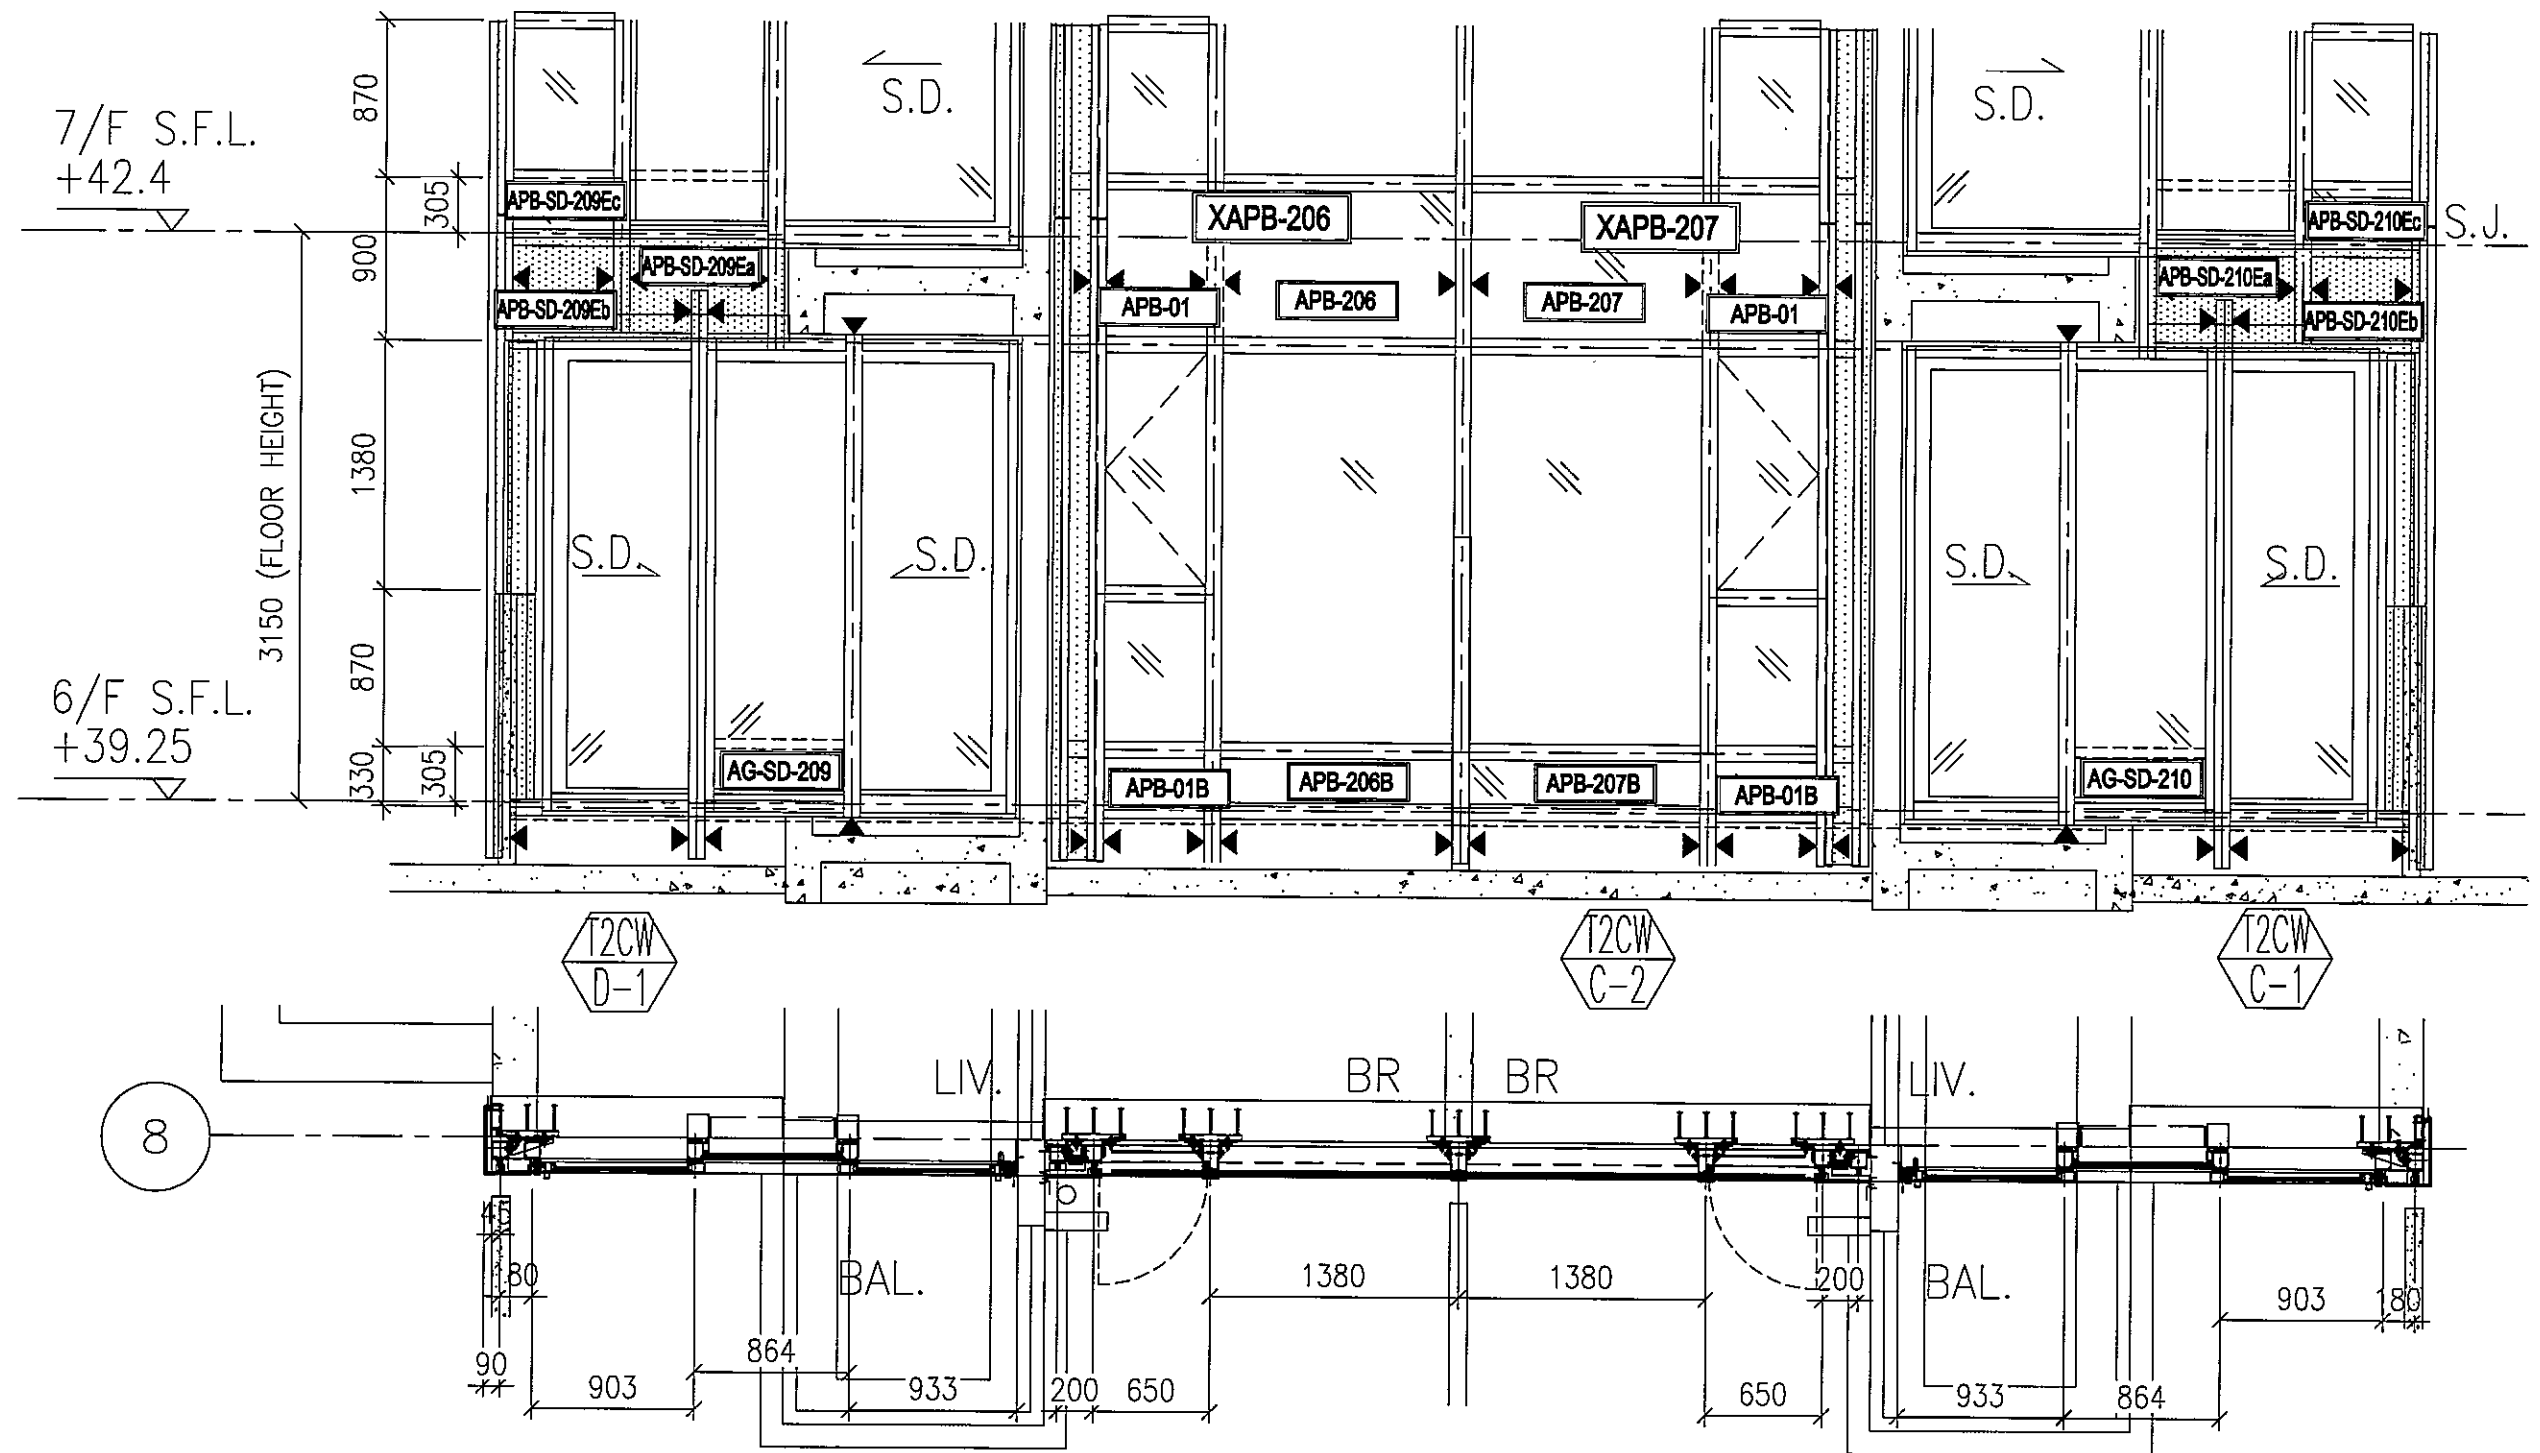 870
S.D.
S.D.
7/F S.F.L.
+42.4
305
APB-SD-209Ec
XAPB-206
XAPB-207
APB-SD-210Ec
S.J.
900
APB-SD-209Ea
APB-SD-210Ea
APB-SD-209Eb
APB-01
APB-206
APB-207
APB-01
APB-SD-210Eb
3150 (FLOOR HEIGHT)
1380
S.D.
S.D.
S.D.
S.D.
870
6/F S.F.L.
+39.25
330
305
AG-SD-209
APB-01B
APB-206B
APB-207B
APB-01B
AG-SD-210
T2CW
D-1
T2CW
C-2
T2CW
C-1
8
LIV.
BR
BR
LIV.
45
80
BAL.
1380
1380
200
BAL.
903
180
90
903
864
933
200
650
650
933
864